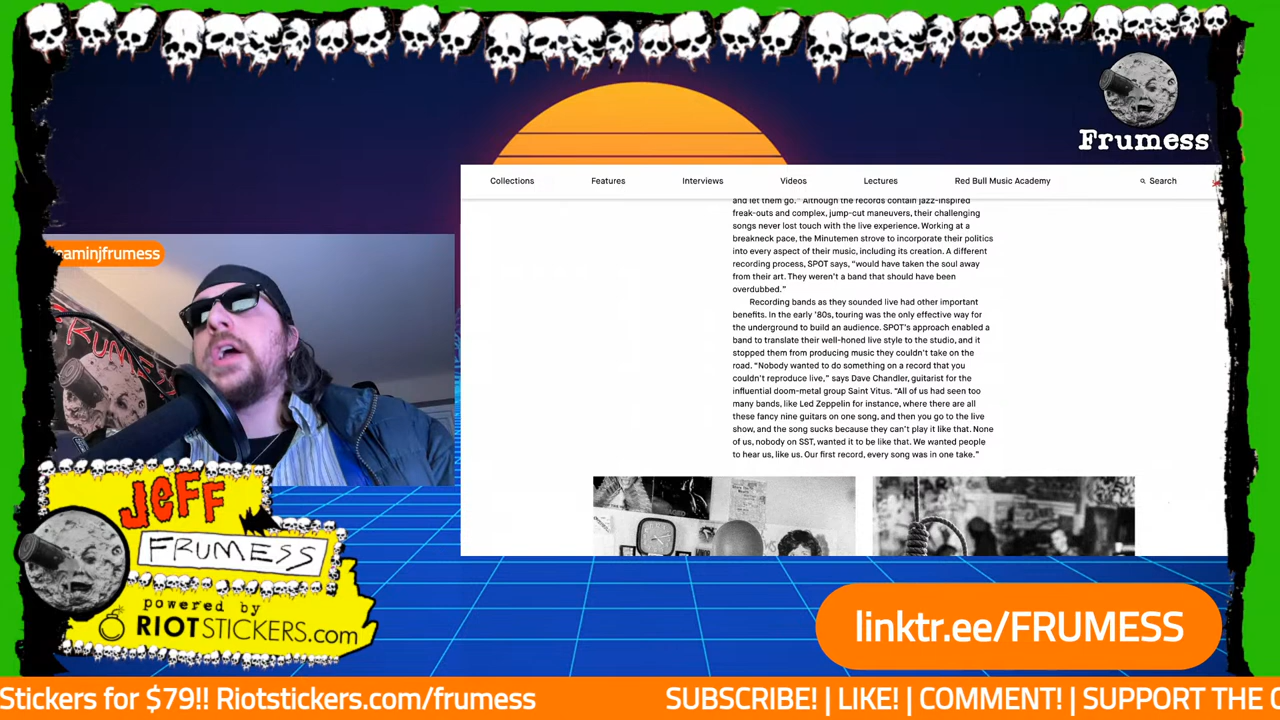 Frumess
Collections Features Interviews Videos Lectures Red Bull Music Academy Search
and let them go.” Although the records contain jazz-inspired
freak-outs and complex, jump-cut maneuvers, their challenging
songs never lost touch with the live experience. Working at a
breakneck pace, the Minutemen strove to incorporate their politics
into every aspect of their music, including its creation. A different
recording process, SPOT says, “would have taken the soul away
from their art. They weren’t a band that should have been
overdubbed.”
Recording bands as they sounded live had other important
benefits. In the early ’80s, touring was the only effective way for
the underground to build an audience. SPOT’s approach enabled a
band to translate their well-honed live style to the studio, and it
stopped them from producing music they couldn’t take on the
road. “Nobody wanted to do something on a record that you
couldn’t reproduce live,” says Dave Chandler, guitarist for the
influential doom-metal group Saint Vitus. “All of us had seen too
many bands, like Led Zeppelin for instance, where there are all
these fancy nine guitars on one song, and then you go to the live
show, and the song sucks because they can’t play it like that. None
of us, nobody on SST, wanted it to be like that. We wanted people
to hear us, like us. Our first record, every song was in one take.”
naminjfrumess
FRUMESS
JEFF
FRUMESS
powered by
RIOTSTICKERS.com
linktr.ee/FRUMESS
Stickers for $79!! Riotstickers.com/frumess SUBSCRIBE! | LIKE! | COMMENT! | SUPPORT THE